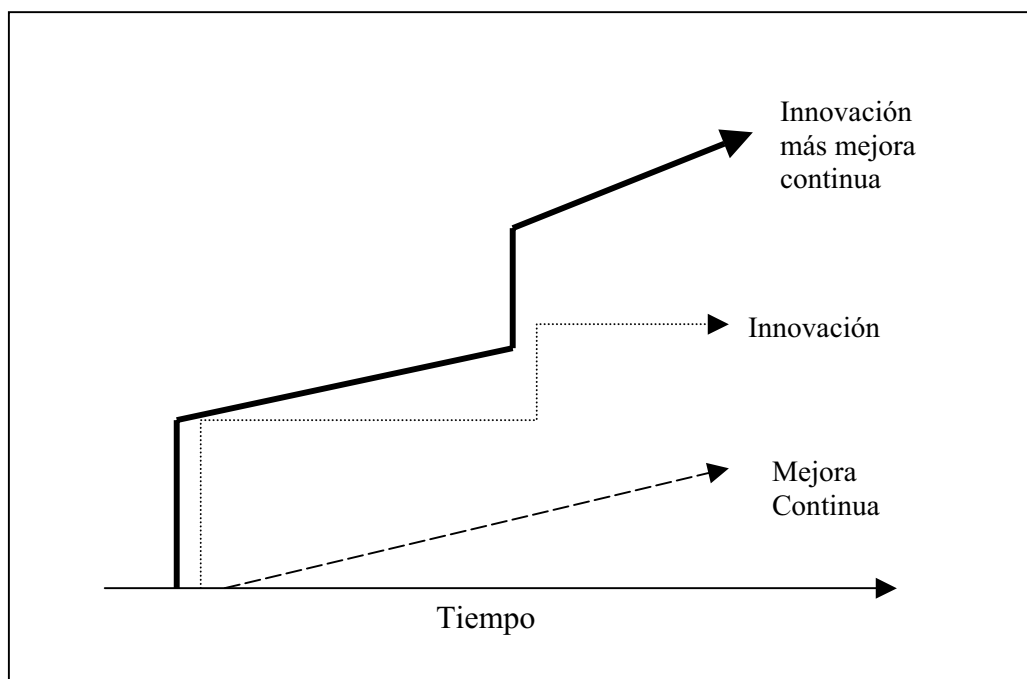 Innovación
más mejora
continua
Innovación
Mejora
Continua
Tiempo